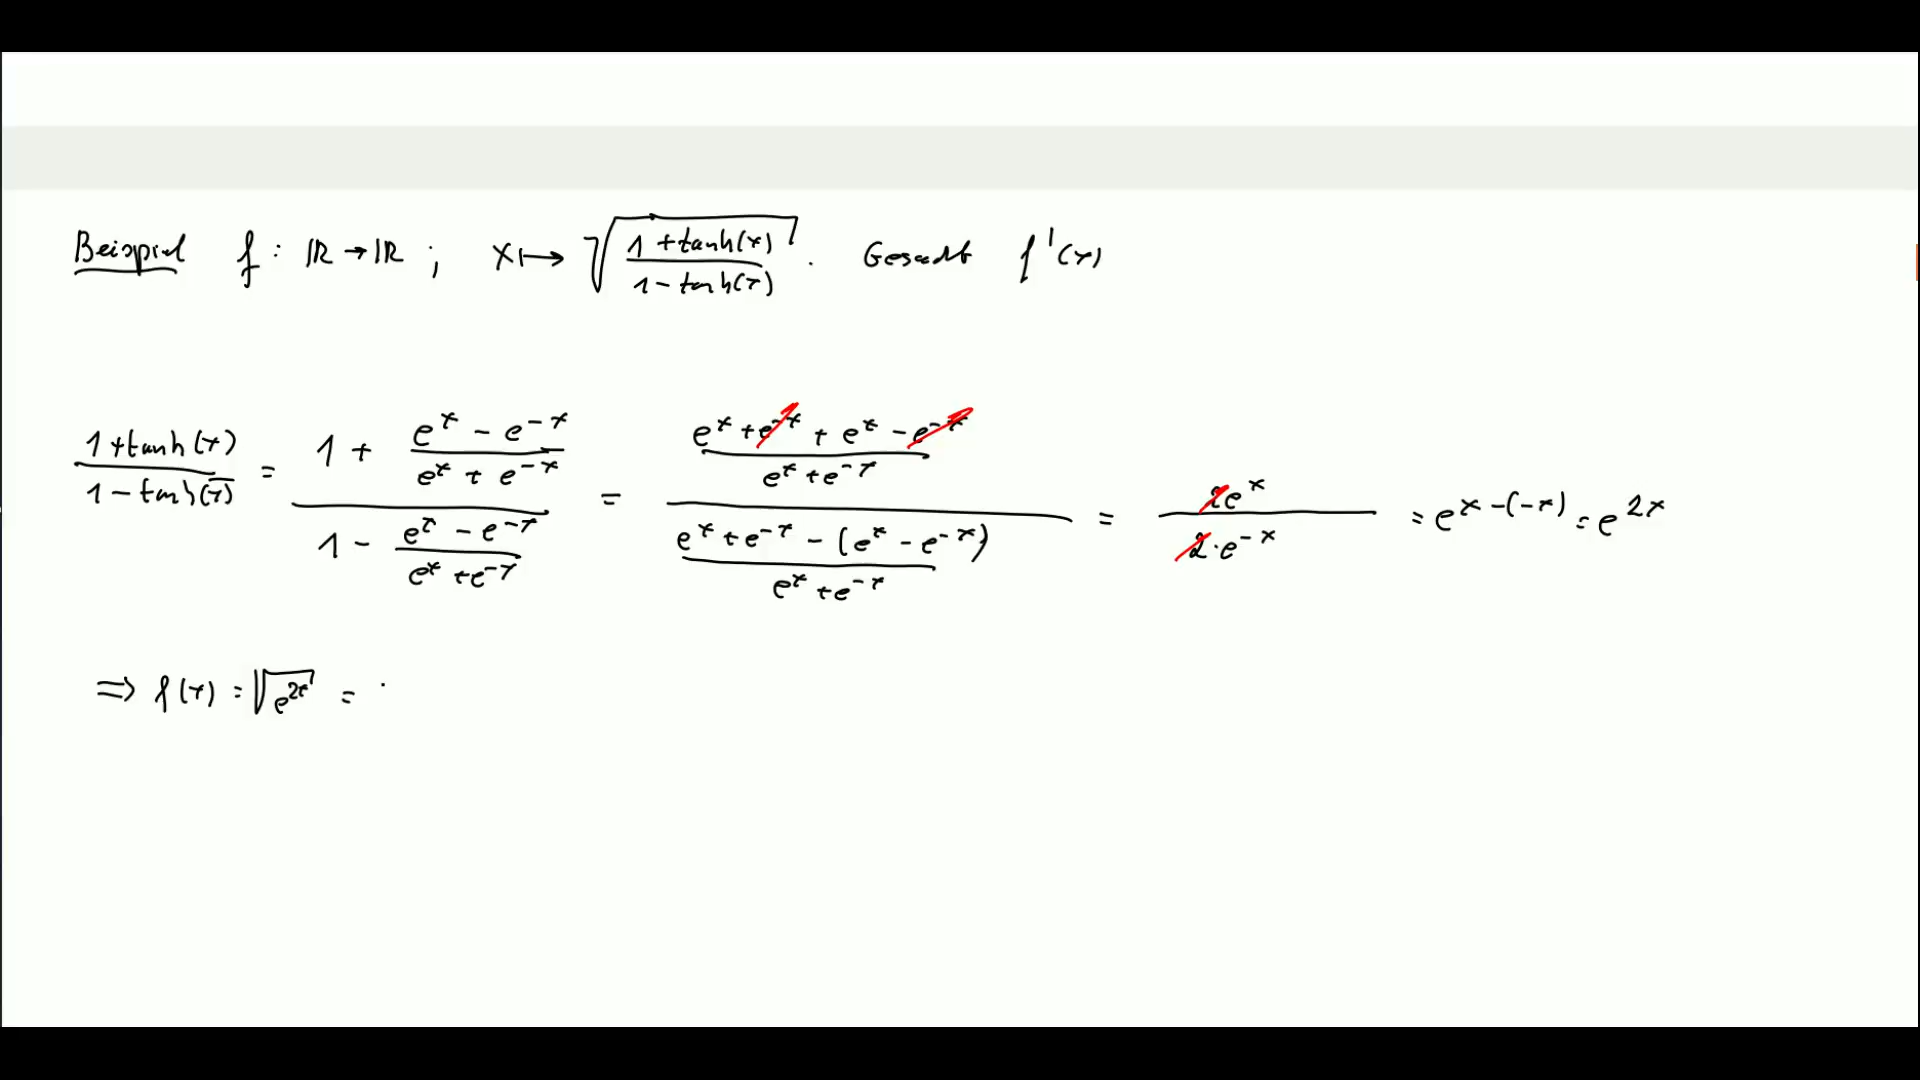 Beispiel f : ℝ → ℝ ; x ↦ √((1+tanh(x))/(1-tanh(x))) . Gesucht f'(x)
(1+tanh(x))/(1-tanh(x)) = (1 + (e^x - e^-x)/(e^x + e^-x))/(1 - (e^x - e^-x)/(e^x + e^-x)) = ((e^x + e^-x + e^x - e^-x)/(e^x + e^-x))/((e^x + e^-x - (e^x - e^-x))/(e^x + e^-x)) = (2e^x)/(2·e^-x) = e^(x-(-x)) = e^(2x)
⇒ f(x) = √(e^(2x)) =